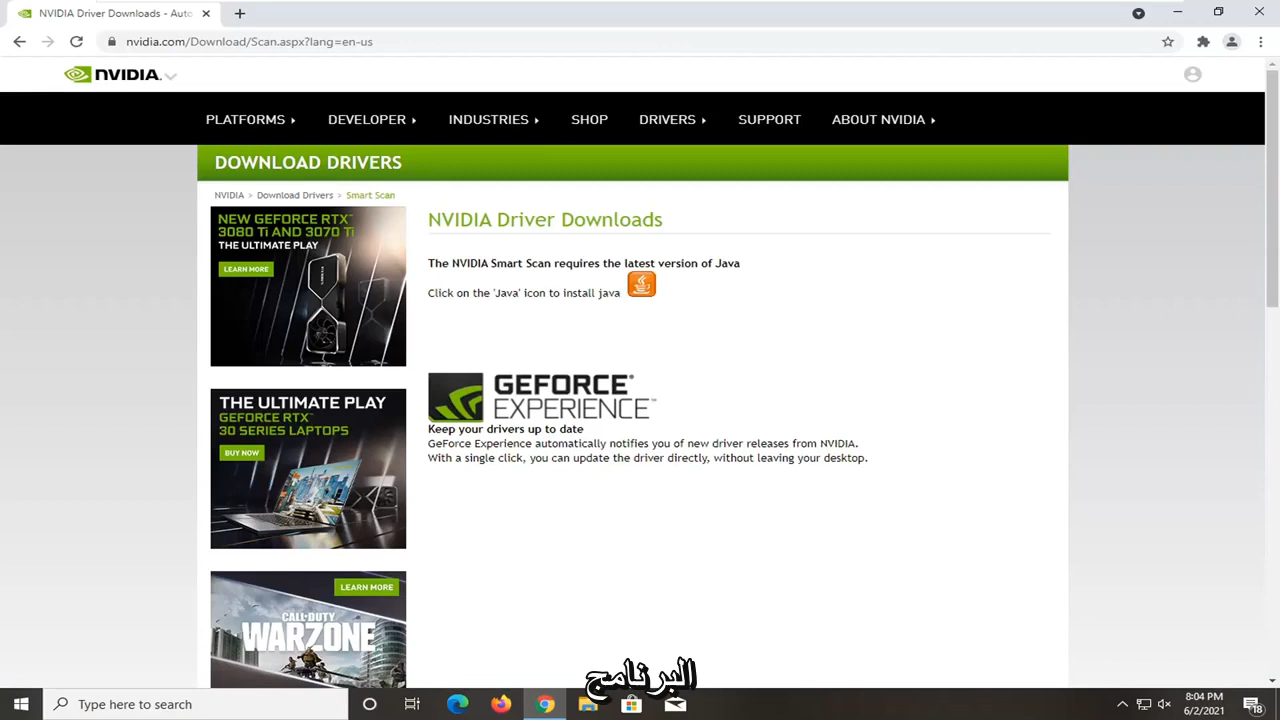 NVIDIA Driver Downloads - Auto
nvidia.com/Download/Scan.aspx?lang=en-us
NVIDIA.
PLATFORMS DEVELOPER INDUSTRIES SHOP DRIVERS SUPPORT ABOUT NVIDIA
DOWNLOAD DRIVERS
NVIDIA > Download Drivers > Smart Scan
NEW GEFORCE RTX™
3080 Ti AND 3070 Ti
THE ULTIMATE PLAY
LEARN MORE
THE ULTIMATE PLAY
GEFORCE RTX™
30 SERIES LAPTOPS
BUY NOW
LEARN MORE
CALL OF DUTY
WARZONE
NVIDIA Driver Downloads
The NVIDIA Smart Scan requires the latest version of Java
Click on the 'Java' icon to install java
GEFORCE®
EXPERIENCE™
Keep your drivers up to date
GeForce Experience automatically notifies you of new driver releases from NVIDIA.
With a single click, you can update the driver directly, without leaving your desktop.
البرنامج
Type here to search
8:04 PM
6/2/2021
18